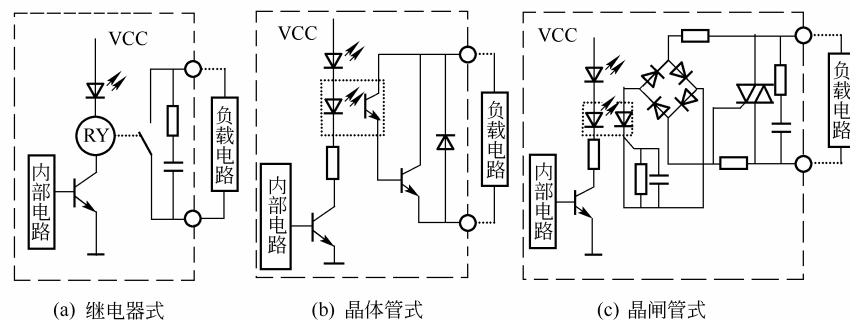 VCC
RY
内部电路
负载电路
(a) 继电器式
VCC
内部电路
负载电路
(b) 晶体管式
VCC
内部电路
负载电路
(c) 晶闸管式